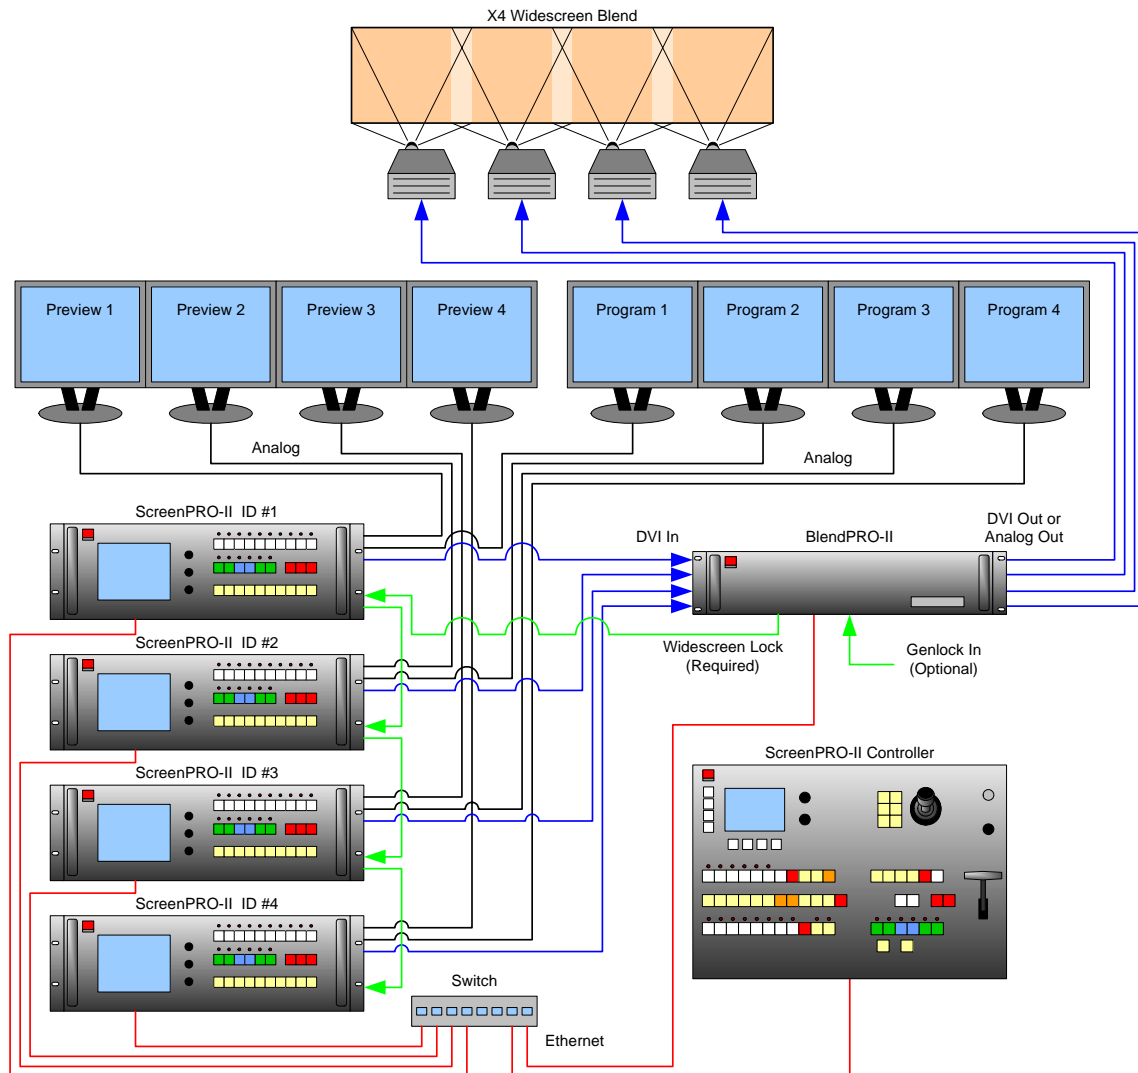 X4 Widescreen Blend
Preview 1
Preview 2
Preview 3
Preview 4
Program 1
Program 2
Program 3
Program 4
Analog
Analog
ScreenPRO-II  ID #1
DVI In
BlendPRO-II
DVI Out or
Analog Out
ScreenPRO-II  ID #2
Widescreen Lock
(Required)
Genlock In
(Optional)
ScreenPRO-II  ID #3
ScreenPRO-II Controller
ScreenPRO-II  ID #4
Switch
Ethernet